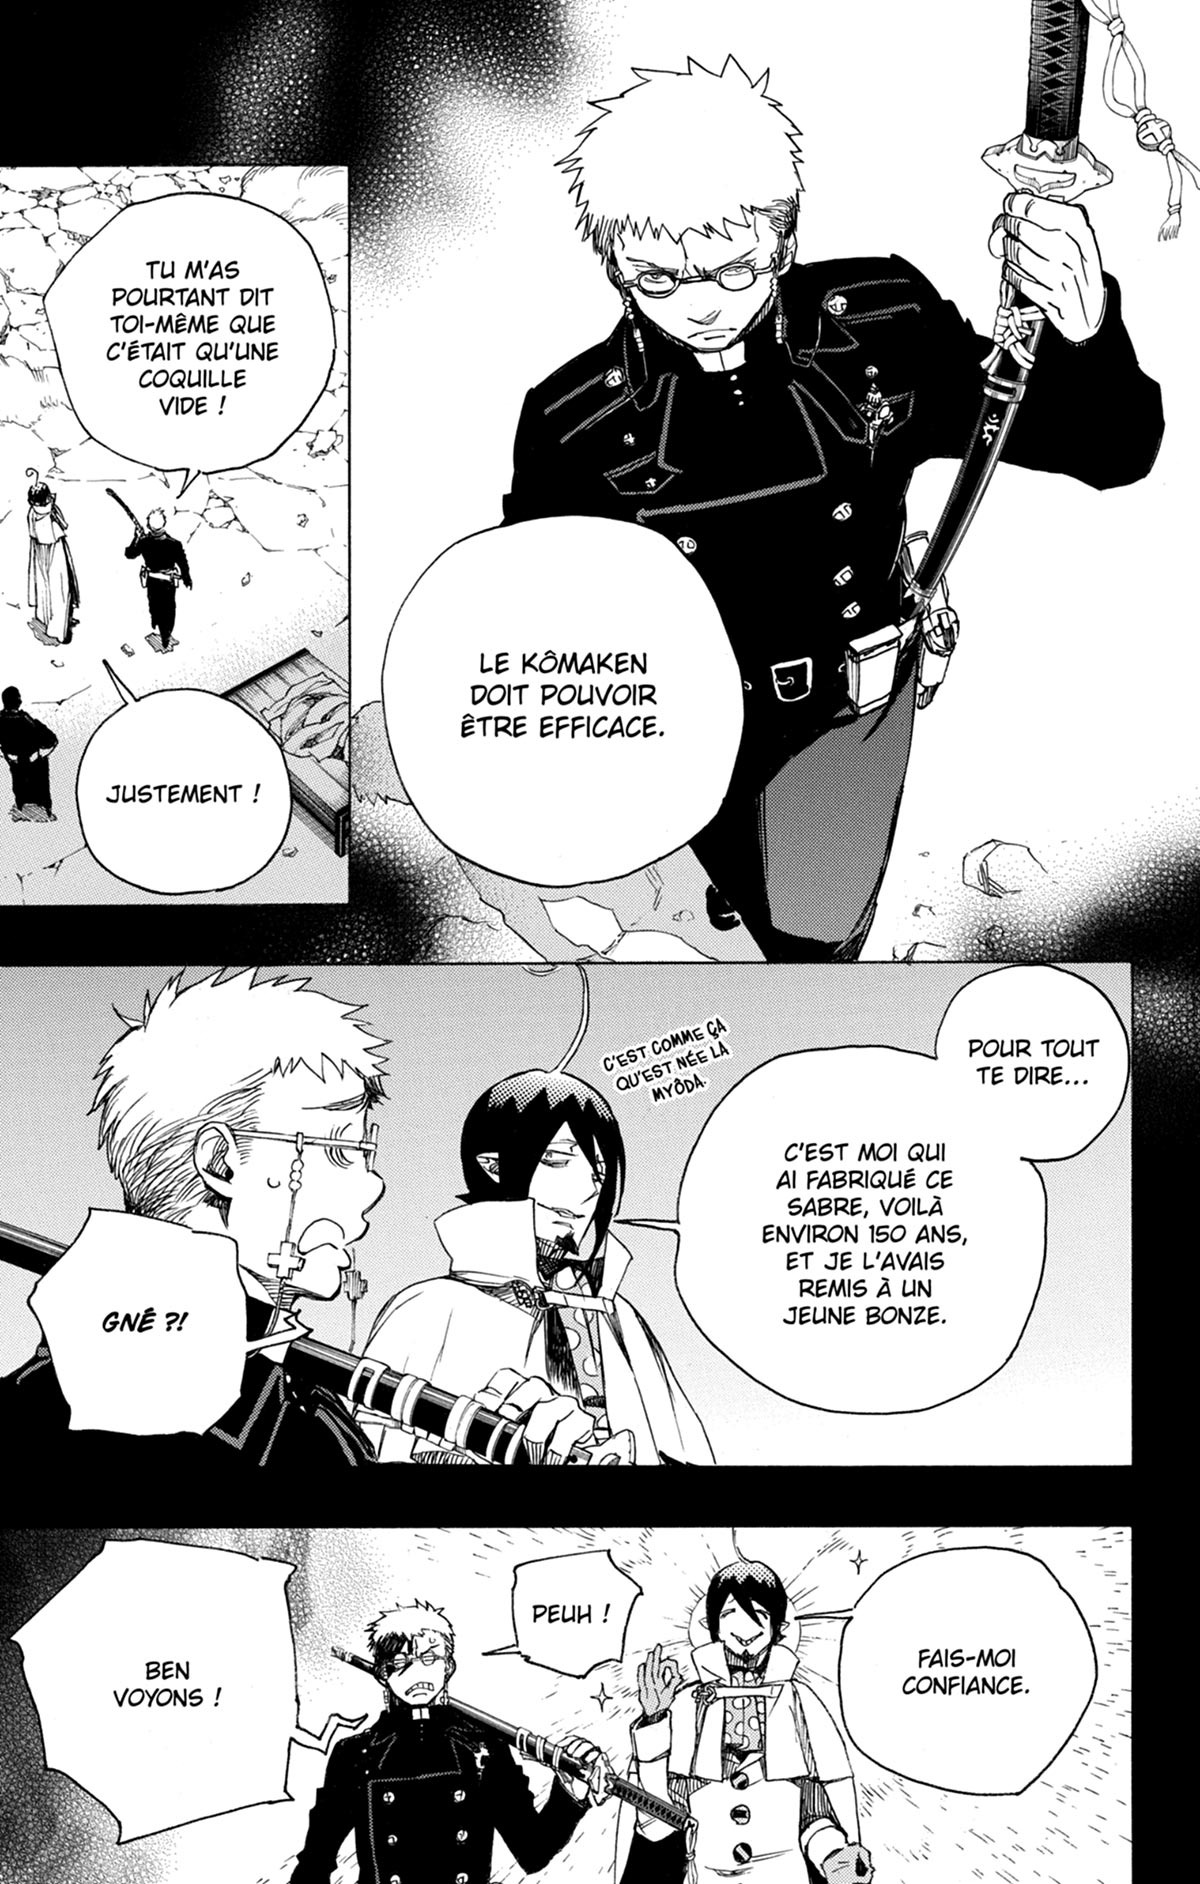 LE KÔMAKEN
DOIT POUVOIR
ÊTRE EFFICACE.
TU M'AS
POURTANT DIT
TOI-MÊME QUE
C'ÉTAIT QU'UNE
COQUILLE
VIDE !
JUSTEMENT !
POUR TOUT
TE DIRE...
C'EST MOI QUI
AI FABRIQUÉ CE
SABRE, VOILÀ
ENVIRON 150 ANS,
ET JE L'AVAIS
REMIS À UN
JEUNE BONZE.
C'EST COMME ÇA
QU'EST NÉE LA
MYÔDA.
GNÉ ?!
FAIS-MOI
CONFIANCE.
PEUH !
BEN
VOYONS !